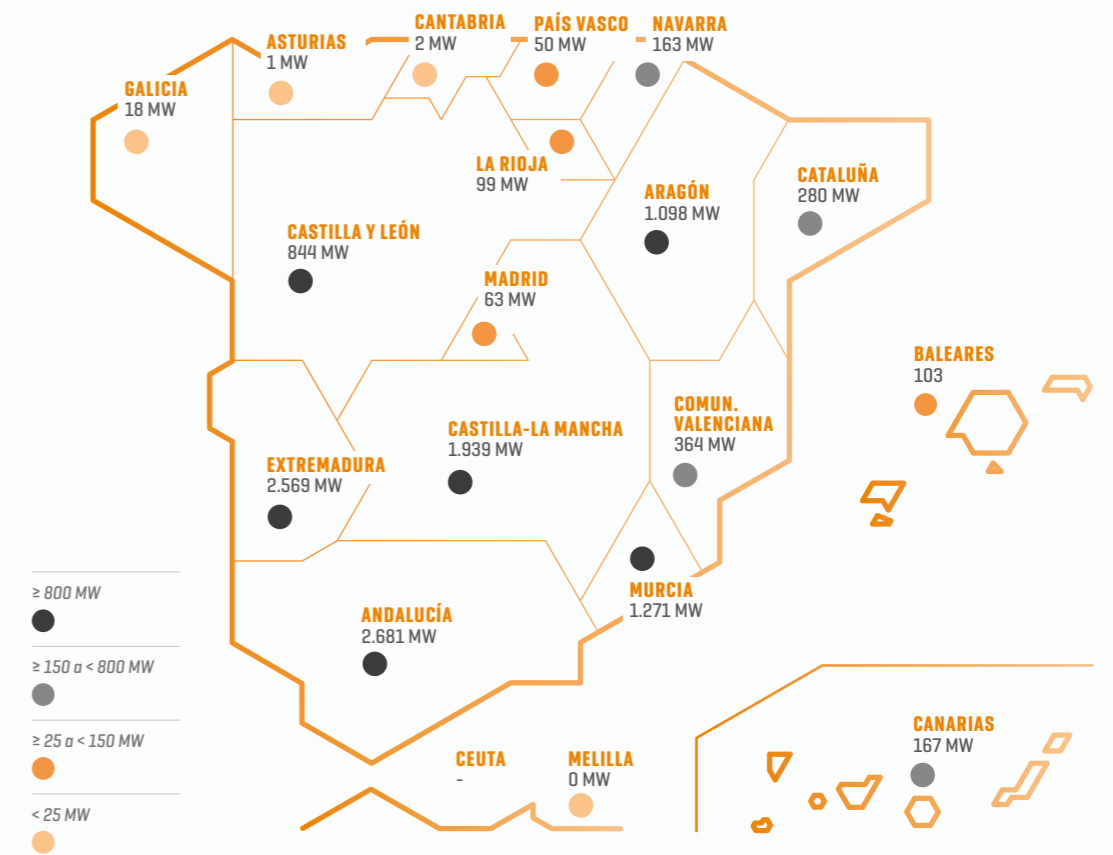 CANTABRIA
2 MW
PAÍS VASCO
50 MW
NAVARRA
163 MW
ASTURIAS
1 MW
GALICIA
18 MW
LA RIOJA
99 MW
ARAGÓN
1.098 MW
CATALUÑA
280 MW
CASTILLA Y LEÓN
844 MW
MADRID
63 MW
BALEARES
103
COMUN.
VALENCIANA
364 MW
CASTILLA-LA MANCHA
1.939 MW
EXTREMADURA
2.569 MW
MURCIA
1.271 MW
ANDALUCÍA
2.681 MW
CEUTA
-
MELILLA
0 MW
CANARIAS
167 MW
≥ 800 MW
≥ 150 a < 800 MW
≥ 25 a < 150 MW
< 25 MW